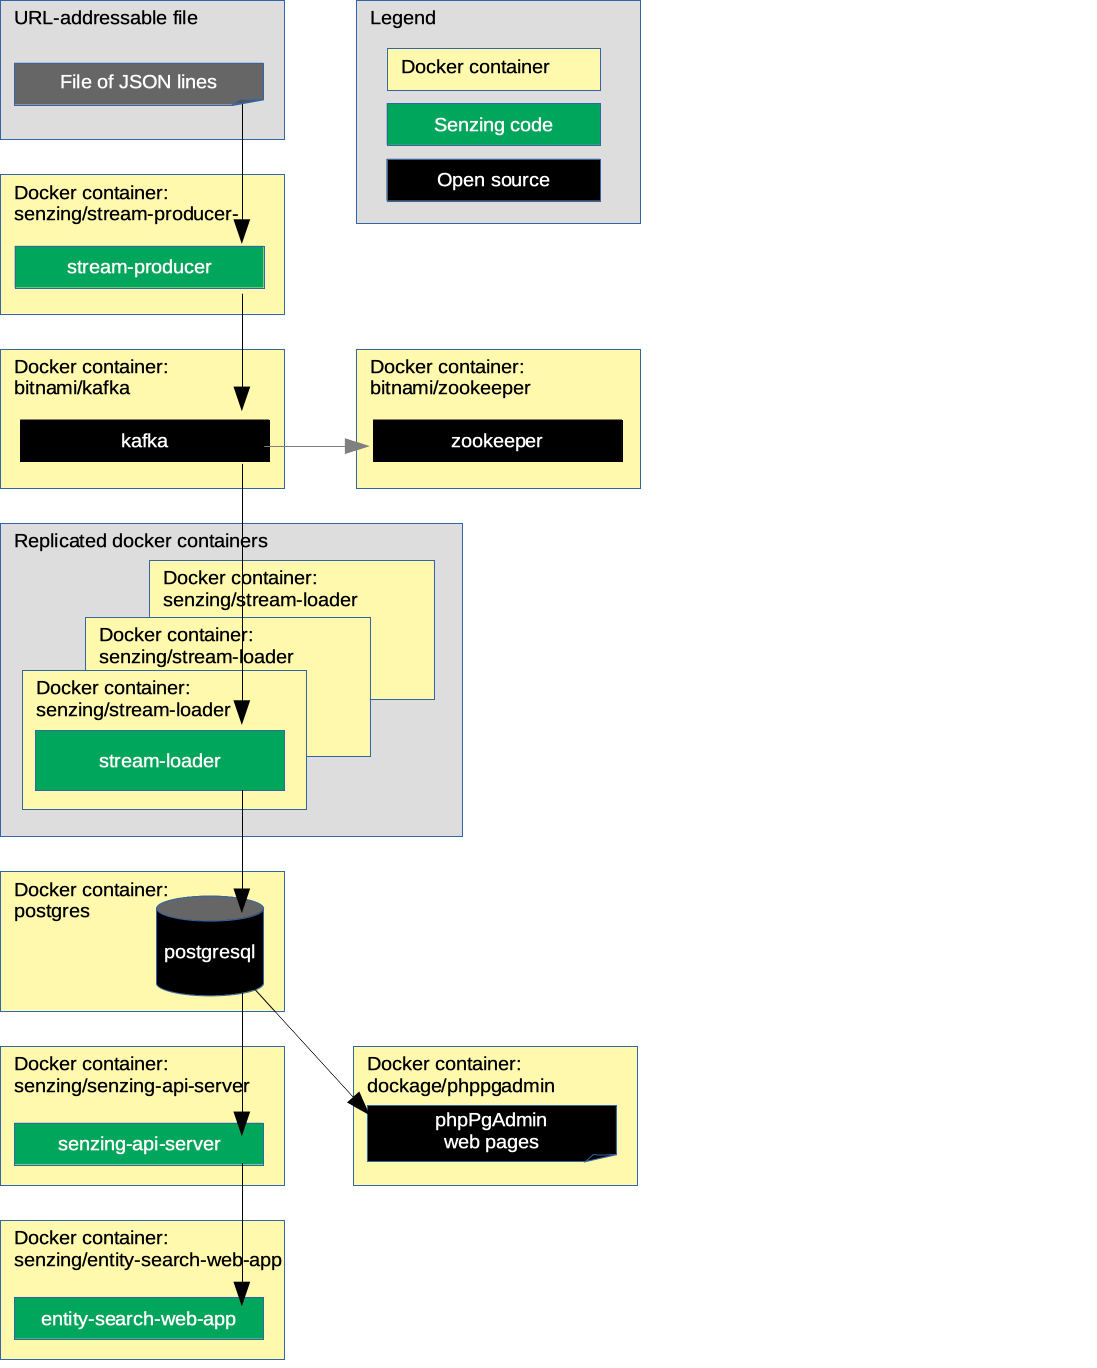 URL-addressable file
File of JSON lines
Legend
Docker container
Senzing code
Open source
Docker container:
senzing/stream-producer-
stream-producer
Docker container:
bitnami/kafka
kafka
Docker container:
bitnami/zookeeper
zookeeper
Replicated docker containers
Docker container:
senzing/stream-loader
Docker container:
senzing/stream-loader
Docker container:
senzing/stream-loader
stream-loader
Docker container:
postgres
postgresql
Docker container:
senzing/senzing-api-server
senzing-api-server
Docker container:
dockage/phppgadmin
phpPgAdmin
web pages
Docker container:
senzing/entity-search-web-app
entity-search-web-app